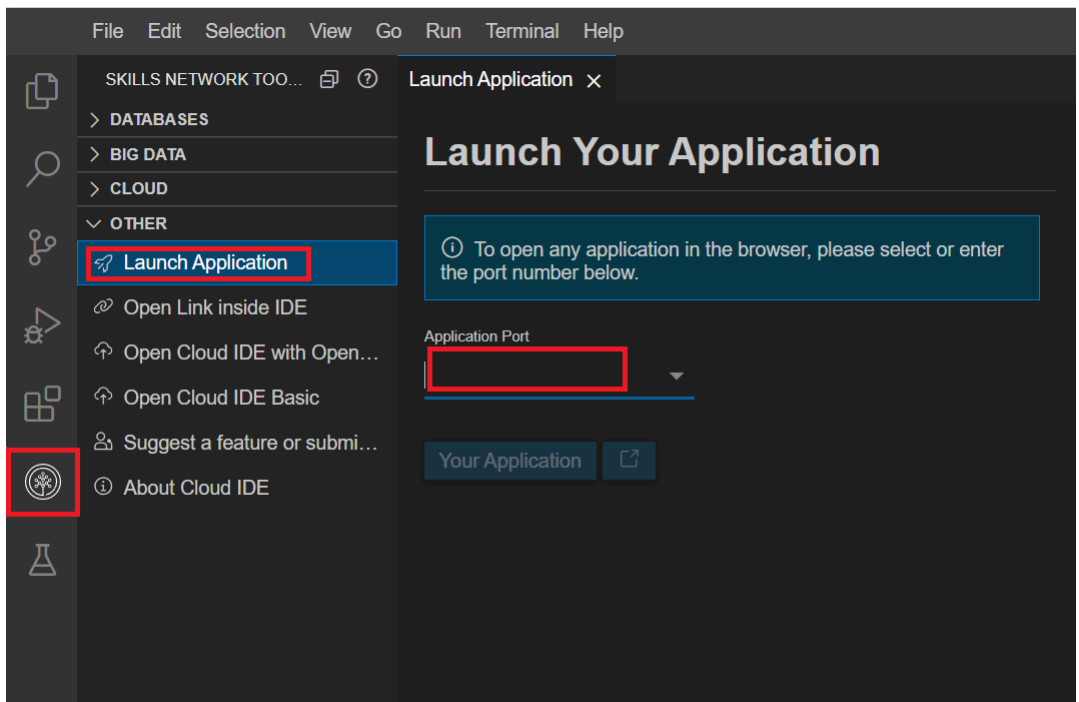 File Edit Selection View Go Run Terminal Help
SKILLS NETWORK TOO...
Launch Application
DATABASES
BIG DATA
CLOUD
OTHER
Launch Application
Open Link inside IDE
Open Cloud IDE with Open...
Open Cloud IDE Basic
Suggest a feature or submi...
About Cloud IDE
Launch Your Application
To open any application in the browser, please select or enter
the port number below.
Application Port
Your Application